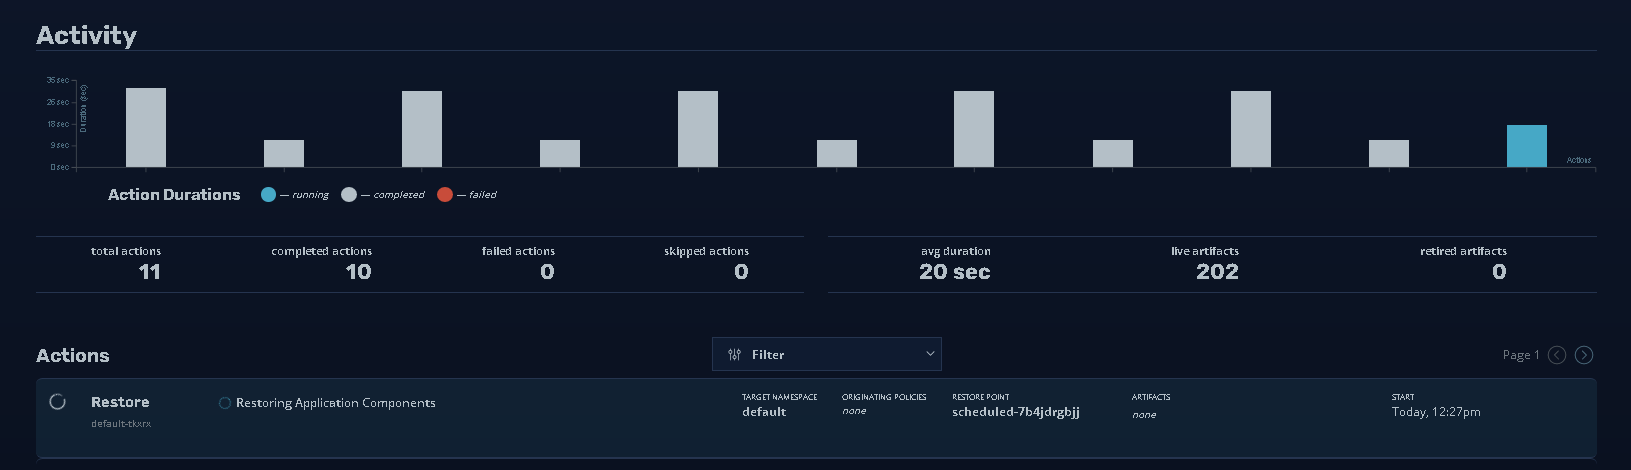 Activity
35 sec
26 sec
18 sec
9 sec
0 sec
Duration (sec)
Actions
Action Durations — running — completed — failed
total actions completed actions failed actions skipped actions avg duration live artifacts retired artifacts
11 10 0 0 20 sec 202 0
Actions Filter Page 1
Restore Restoring Application Components
default-tkxrx
TARGET NAMESPACE ORIGINATING POLICIES RESTORE POINT ARTIFACTS START
default none scheduled-7b4jdrgbjj none Today, 12:27pm